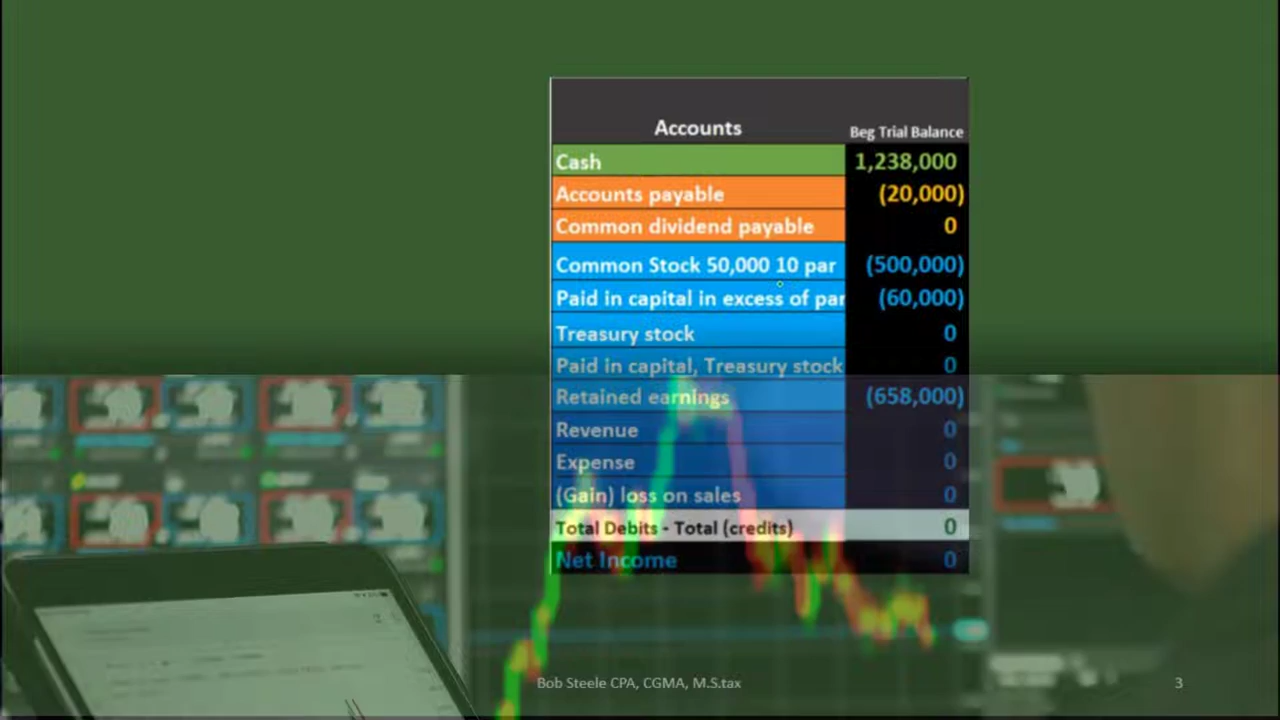 Accounts Beg Trial Balance
Cash 1,238,000
Accounts payable (20,000)
Common dividend payable 0
Common Stock 50,000 10 par (500,000)
Paid in capital in excess of par (60,000)
Treasury stock 0
Paid in capital, Treasury stock 0
Retained earnings (658,000)
Revenue 0
Expense 0
(Gain) loss on sales 0
Total Debits - Total (credits) 0
Net Income 0
Bob Steele CPA, CGMA, M.S.tax 3